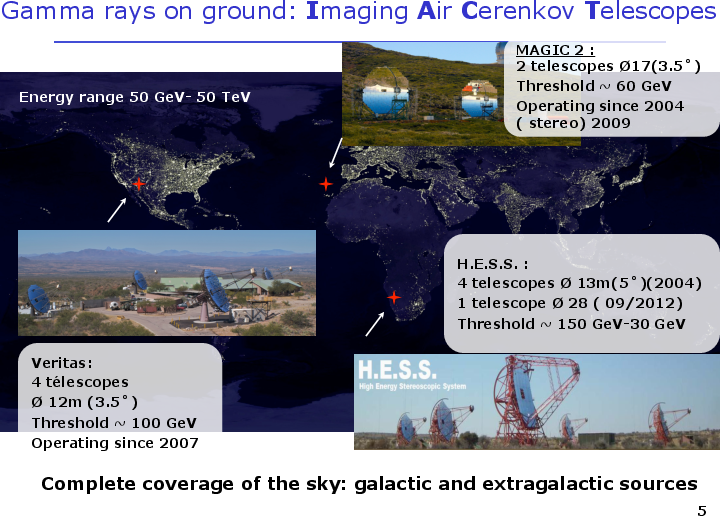 Gamma rays on ground: Imaging Air Cerenkov Telescopes
MAGIC 2 :
2 telescopes Ø17(3.5˚)
Threshold ~ 60 GeV
Operating since 2004
( stereo) 2009
Energy range 50 GeV- 50 TeV
H.E.S.S. :
4 telescopes Ø 13m(5˚)(2004)
1 telescope Ø 28 ( 09/2012)
Threshold ~ 150 GeV-30 GeV
Veritas:
4 télescopes
Ø 12m (3.5˚)
Threshold ~ 100 GeV
Operating since 2007
H.E.S.S.
High Energy Stereoscopic System
Complete coverage of the sky: galactic and extragalactic sources
5